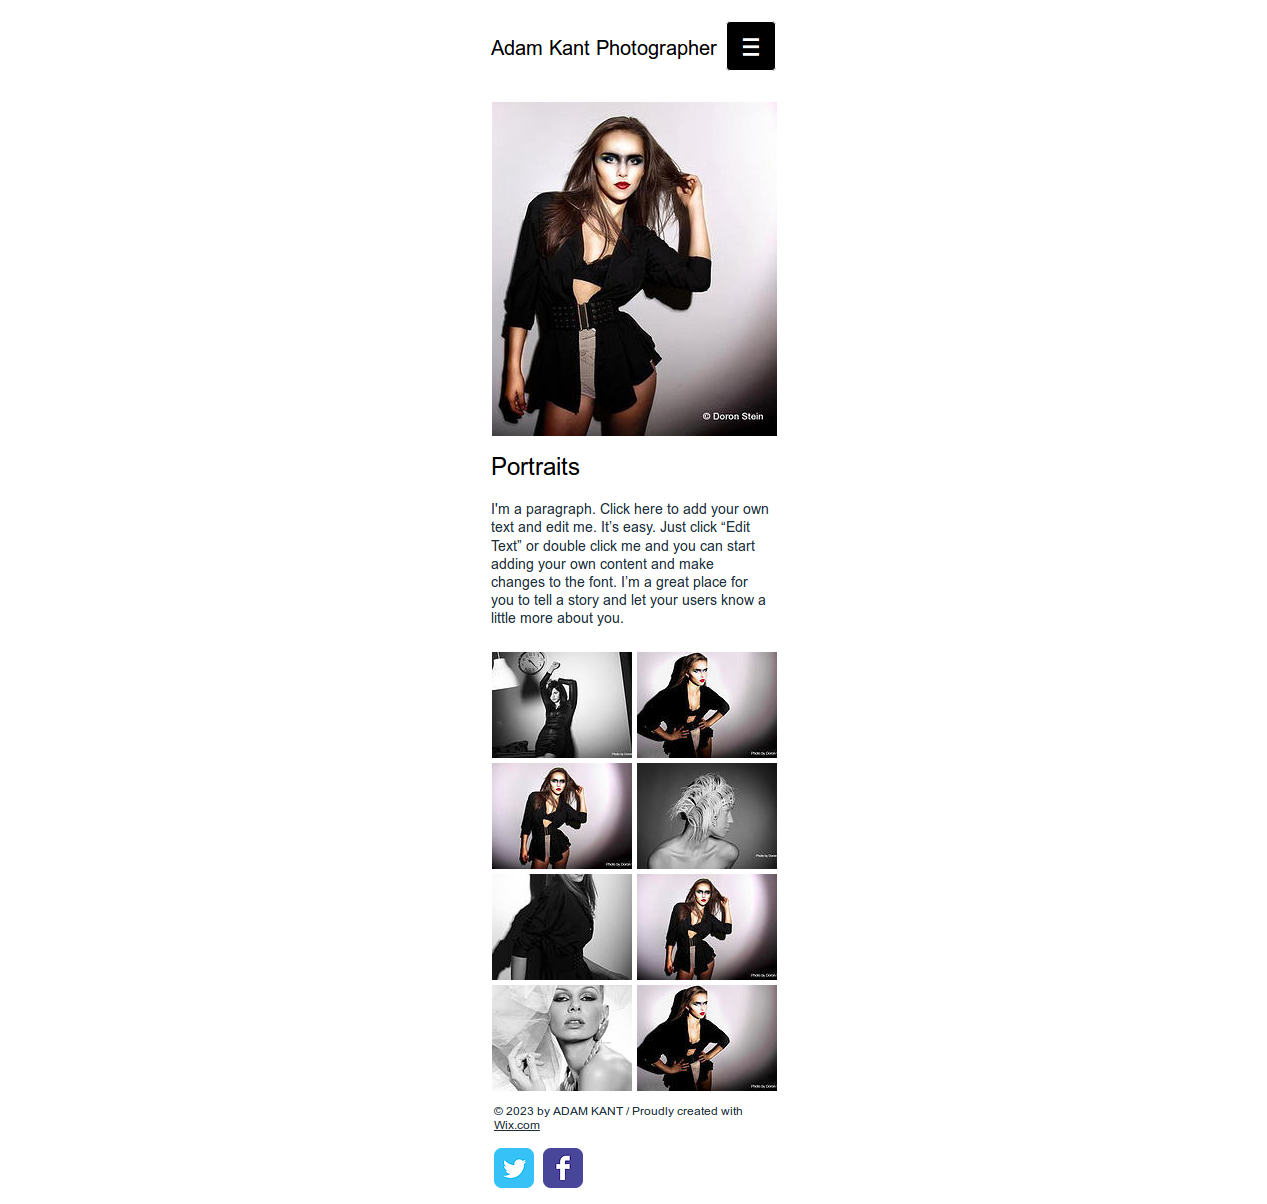 Adam Kant Photographer
© Doron Stein
Portraits
I'm a paragraph. Click here to add your own
text and edit me. It’s easy. Just click “Edit
Text” or double click me and you can start
adding your own content and make
changes to the font. I’m a great place for
you to tell a story and let your users know a
little more about you.
© 2023 by ADAM KANT / Proudly created with
Wix.com